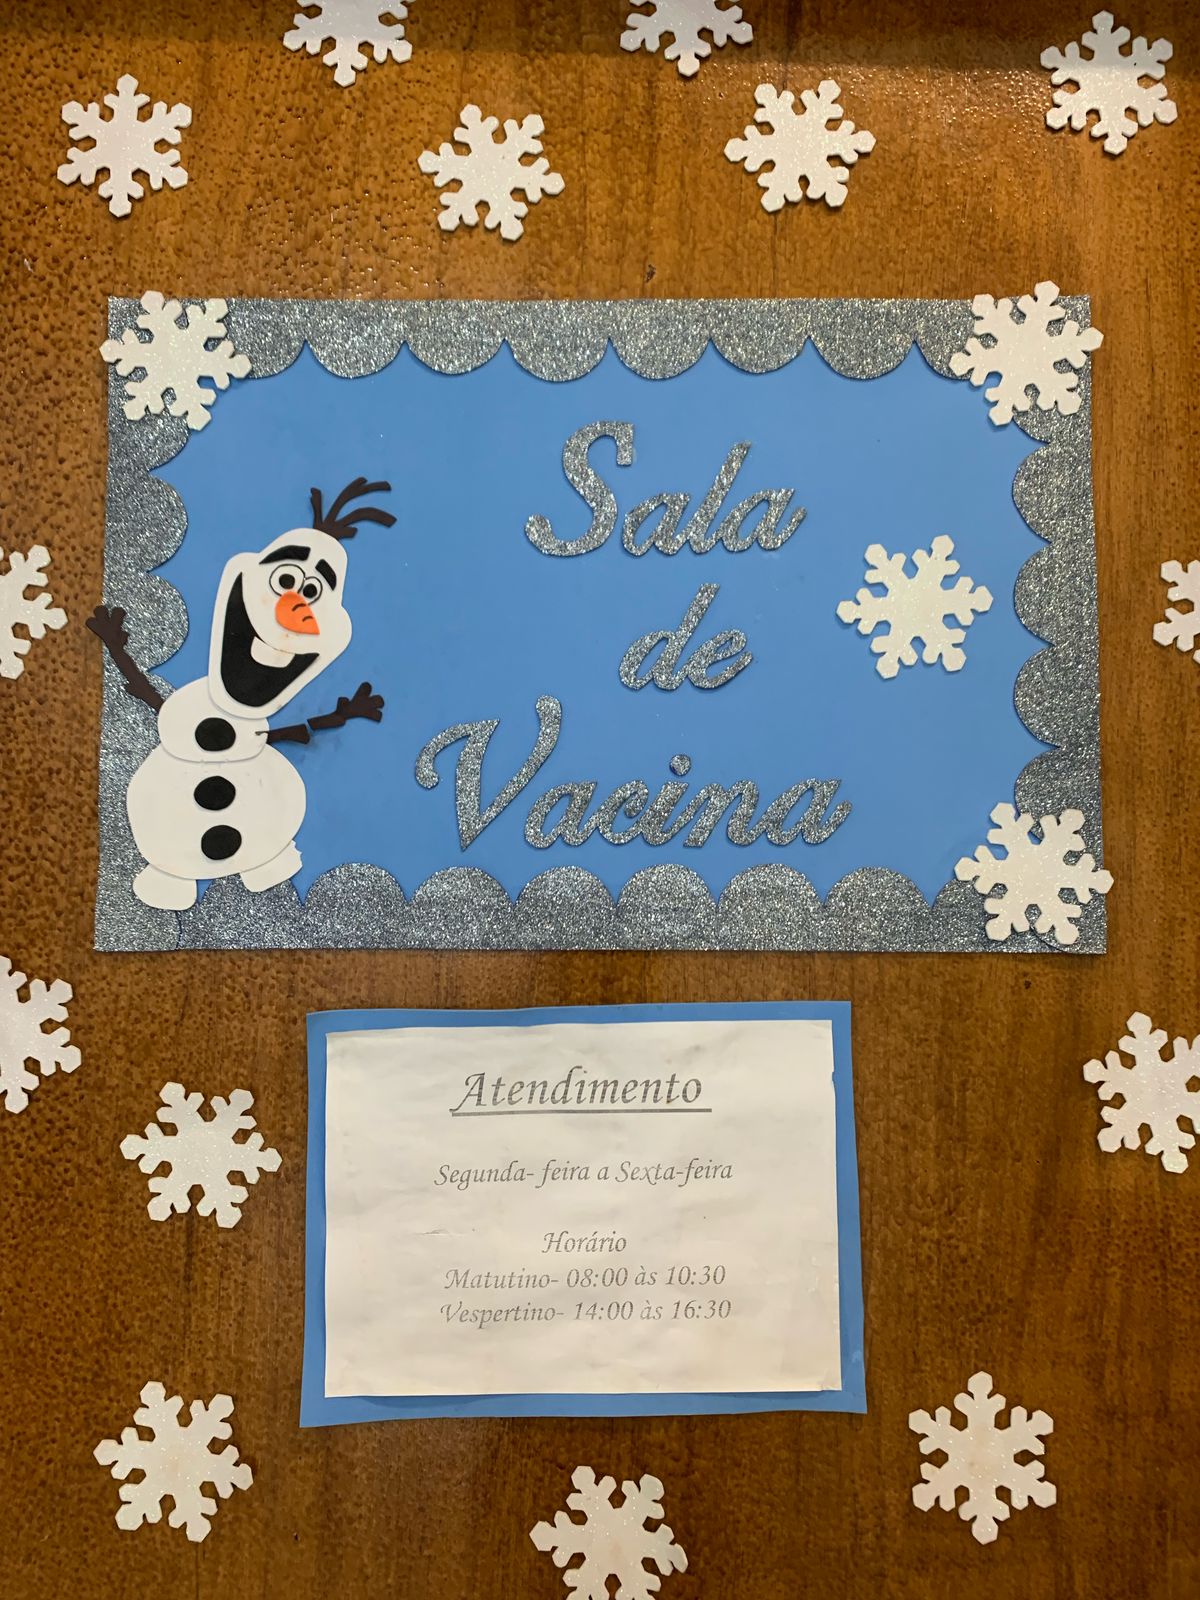 Sala
de
Vacina
Atendimento
Segunda- feira a Sexta-feira
Horário
Matutino- 08:00 às 10:30
Vespertino- 14:00 às 16:30